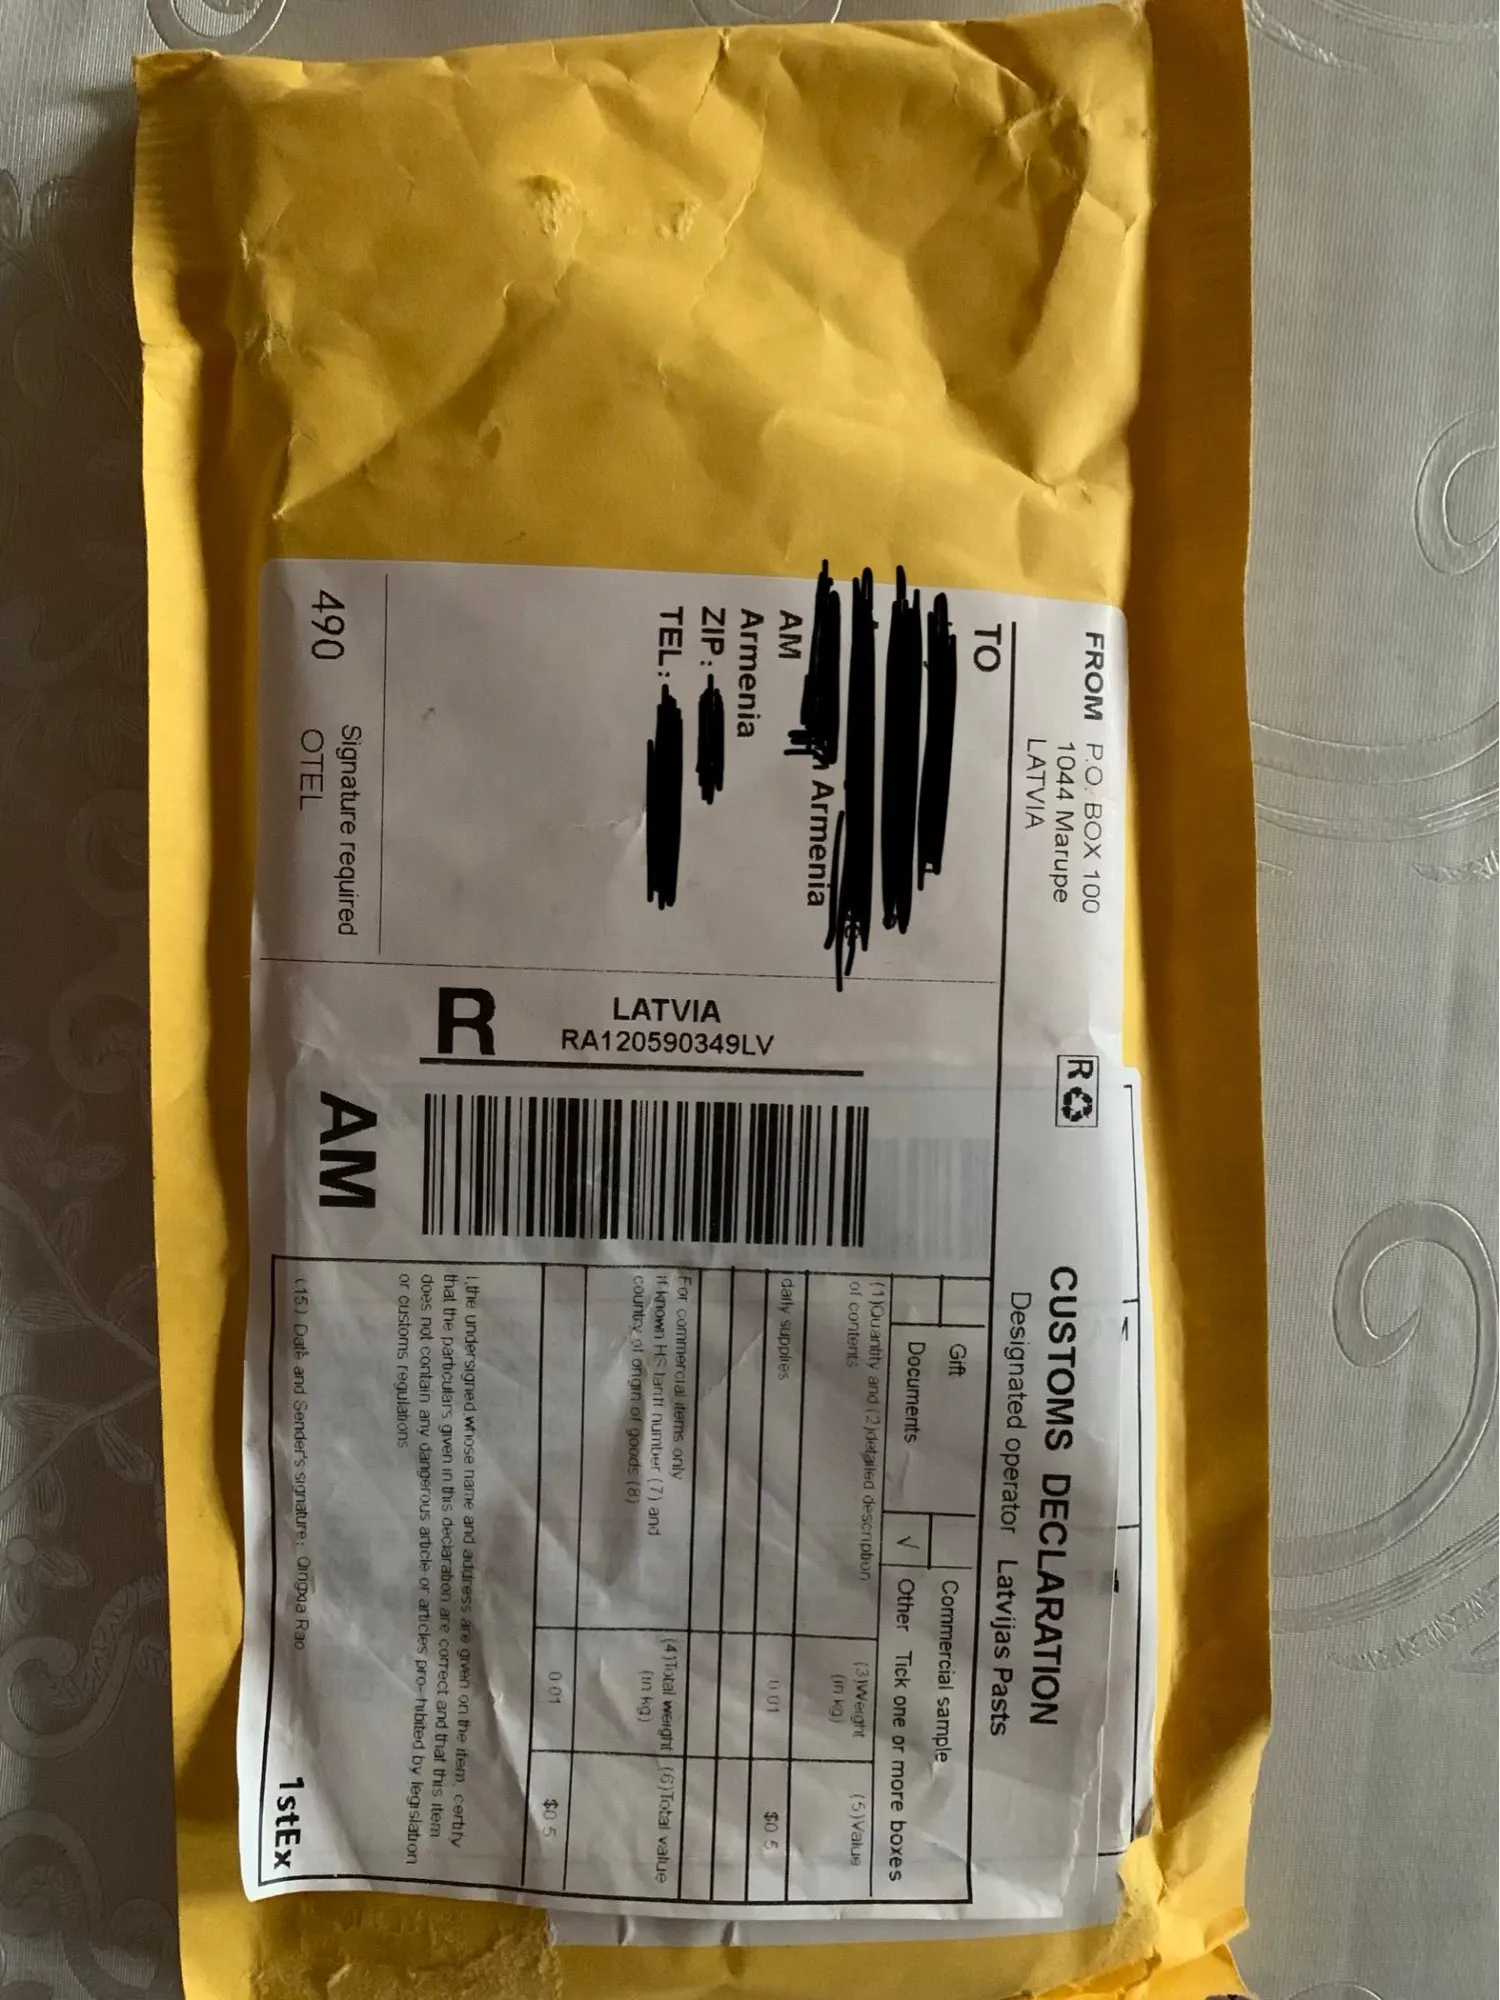 FROM P.O. BOX 100
1044 Marupe
LATVIA
R
TO
Armenia
AM
Armenia
ZIP:
TEL:
490
Signature required
OTEL
LATVIA
RA120590349LV
R
AM
CUSTOMS DECLARATION
Designated operator Latvijas Pasts
Gift
Commercial sample
Documents
√ Other Tick one or more boxes
(1)Quantity and (2)detailed description
of contents
(3)Weight
(in kg)
(5)Value
daily supplies
0.01
$0.5
For commercial items only
if known HS tariff number (7) and
country of origin of goods (8)
(4)Total weight
(in kg)
(6)Total value
0.01
$0.5
I,the undersigned,whose name and address are given on the item, certify
that the particulars given in this declaration are correct and that this item
does not contain any dangerous article or articles pro-hibited by legislation
or customs regulations
(15) Date and Sender's signature: Qingxia Rao
1stEx